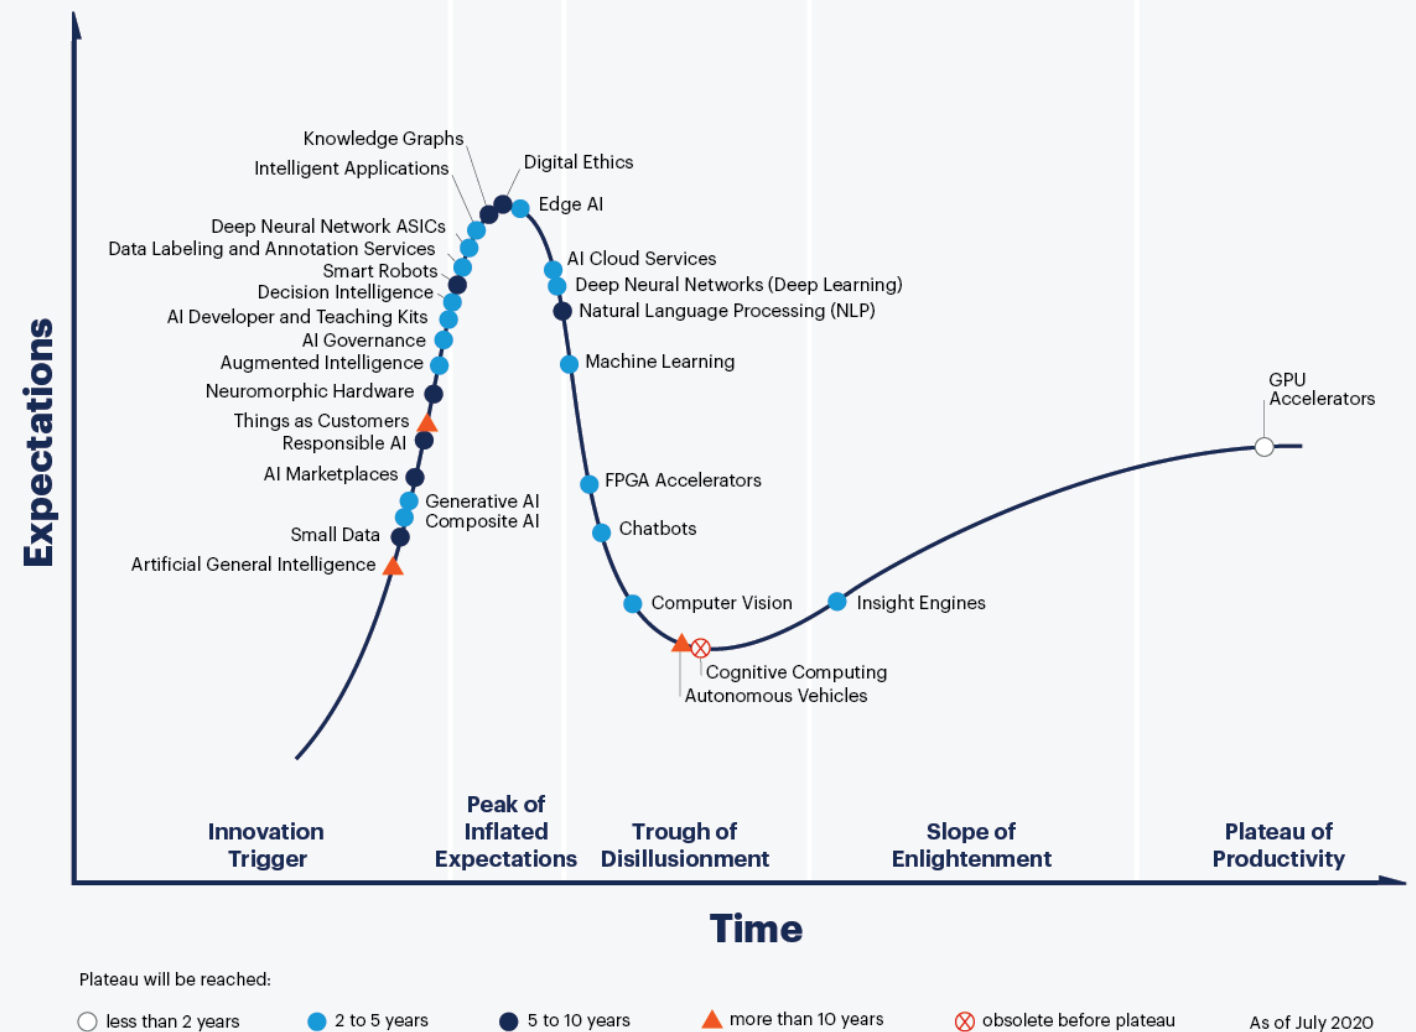 Knowledge Graphs
Digital Ethics
Intelligent Applications
Edge AI
Deep Neural Network ASICs
Data Labeling and Annotation Services
AI Cloud Services
Smart Robots
Deep Neural Networks (Deep Learning)
Decision Intelligence
Natural Language Processing (NLP)
AI Developer and Teaching Kits
AI Governance
Augmented Intelligence
Machine Learning
Neuromorphic Hardware
GPU
Accelerators
Things as Customers
Responsible AI
AI Marketplaces
FPGA Accelerators
Generative AI
Composite AI
Chatbots
Small Data
Artificial General Intelligence
Computer Vision
Insight Engines
Cognitive Computing
Autonomous Vehicles
Expectations
Innovation
Trigger
Peak of
Inflated
Expectations
Trough of
Disillusionment
Slope of
Enlightenment
Plateau of
Productivity
Time
Plateau will be reached:
less than 2 years
2 to 5 years
5 to 10 years
more than 10 years
obsolete before plateau
As of July 2020